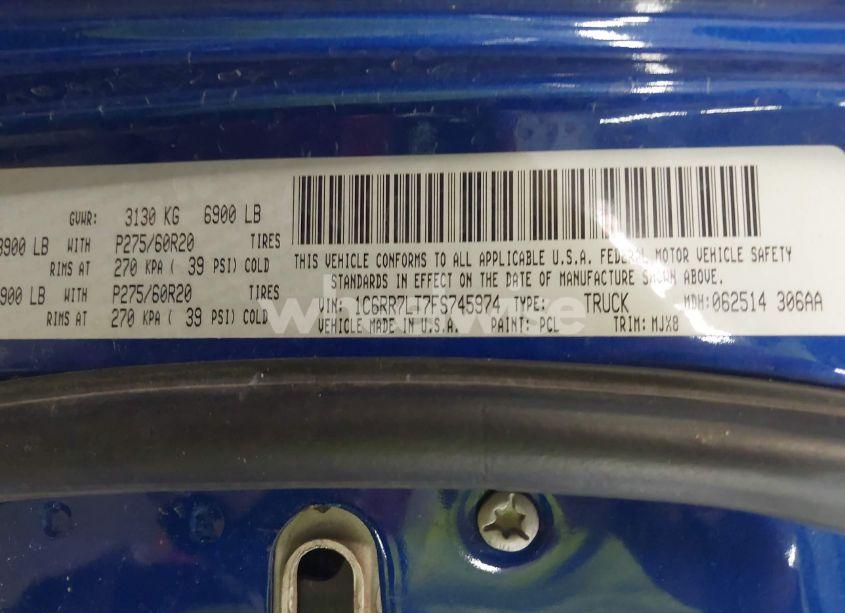 GVWR: 3130 KG 6900 LB
3900 LB WITH P275/60R20 TIRES
RIMS AT 270 KPA ( 39 PSI) COLD
900 LB WITH P275/60R20 TIRES
RIMS AT 270 KPA ( 39 PSI) COLD
THIS VEHICLE CONFORMS TO ALL APPLICABLE U.S.A. FEDERAL MOTOR VEHICLE SAFETY
STANDARDS IN EFFECT ON THE DATE OF MANUFACTURE SHOWN ABOVE.
VIN: 1C6RR7LT7FS745974 TYPE: TRUCK MDH: 062514 306AA
VEHICLE MADE IN U.S.A. PAINT: PCL TRIM: MJX8